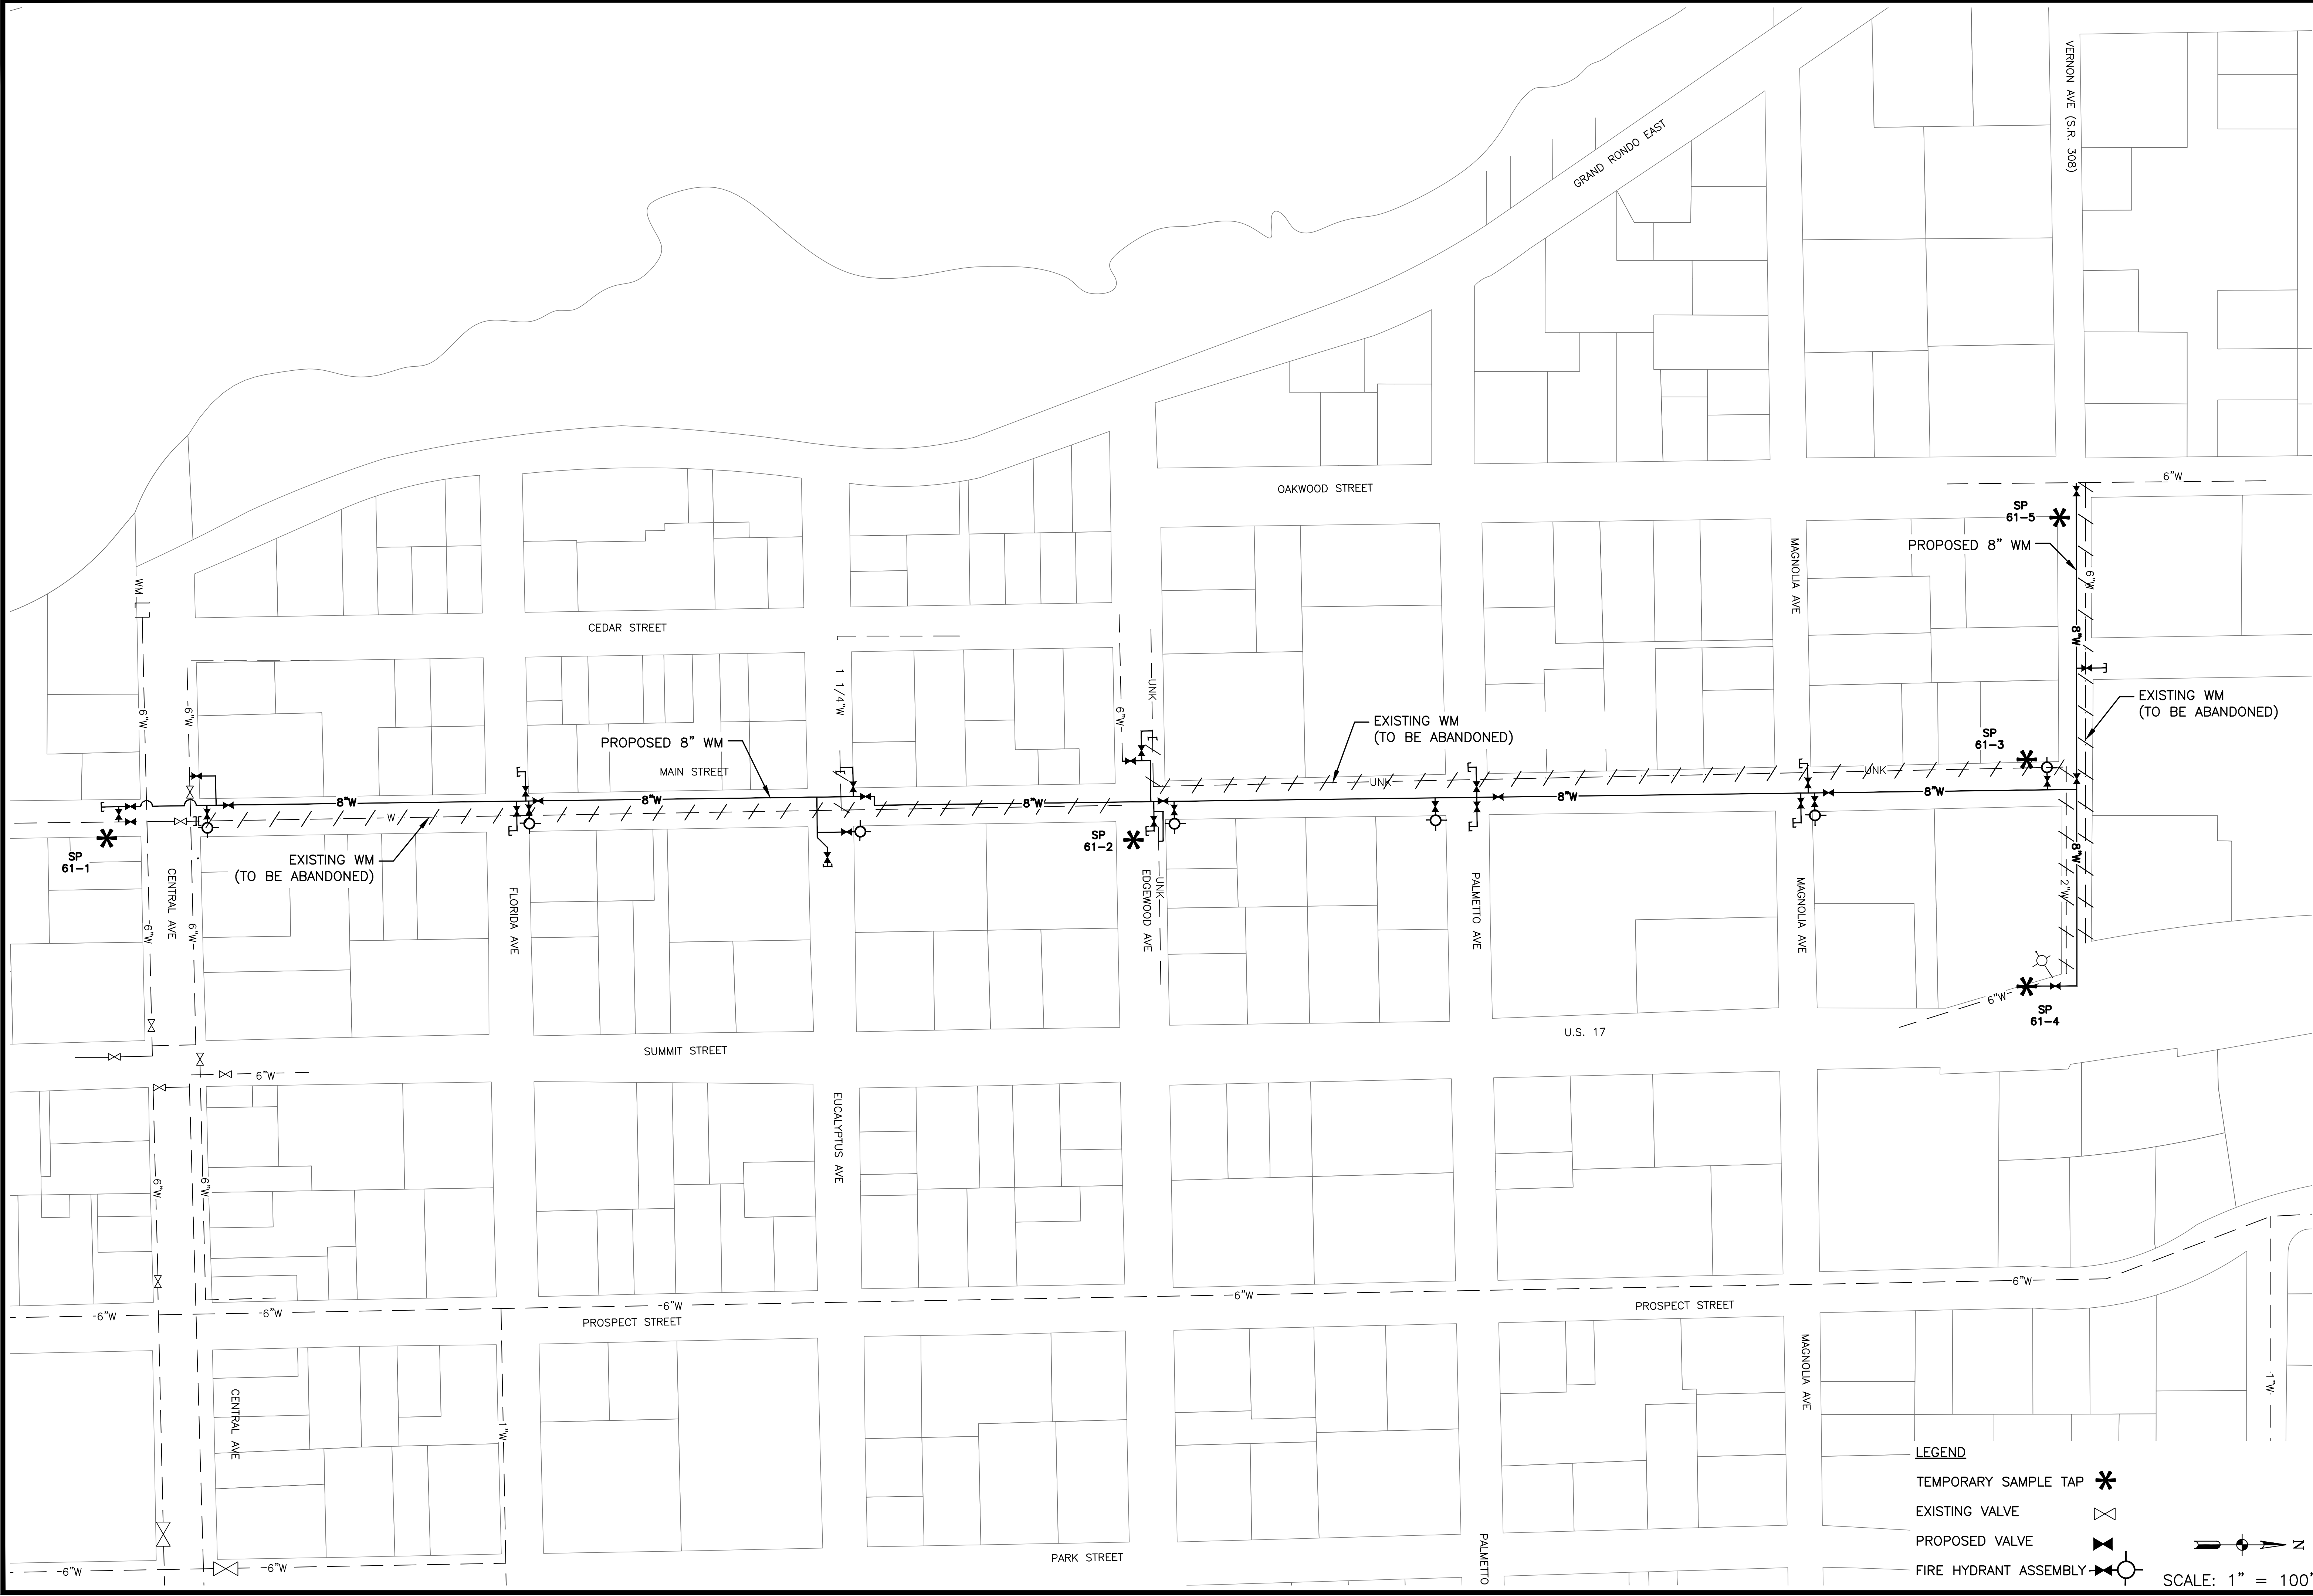 VERNON AVE (S.R. 308)
GRAND RONDO EAST
6"W
OAKWOOD STREET
SP
61-5
PROPOSED 8" WM
MAGNOLIA AVE
6"W
WM
CEDAR STREET
8"W
1 1/4"W
UNK
6"W
6"W
6"W
EXISTING WM
(TO BE ABANDONED)
EXISTING WM
(TO BE ABANDONED)
PROPOSED 8" WM
SP
61-3
MAIN STREET
UNK
UNK
8"W
8"W
8"W
8"W
8"W
W
SP
61-2
SP
61-1
EXISTING WM
(TO BE ABANDONED)
8"W
2"W
CENTRAL AVE
FLORIDA AVE
UNK
EDGEWOOD AVE
PALMETTO AVE
MAGNOLIA AVE
6"W
6"W
6"W
SP
61-4
U.S. 17
SUMMIT STREET
6"W
EUCALYPTUS AVE
6"W
6"W
6"W
6"W
6"W
6"W
6"W
PROSPECT STREET
PROSPECT STREET
MAGNOLIA AVE
1"W
CENTRAL AVE
1"W
PALMETTO
PARK STREET
6"W
6"W
LEGEND
TEMPORARY SAMPLE TAP
EXISTING VALVE
PROPOSED VALVE
FIRE HYDRANT ASSEMBLY
N
SCALE: 1" = 100'